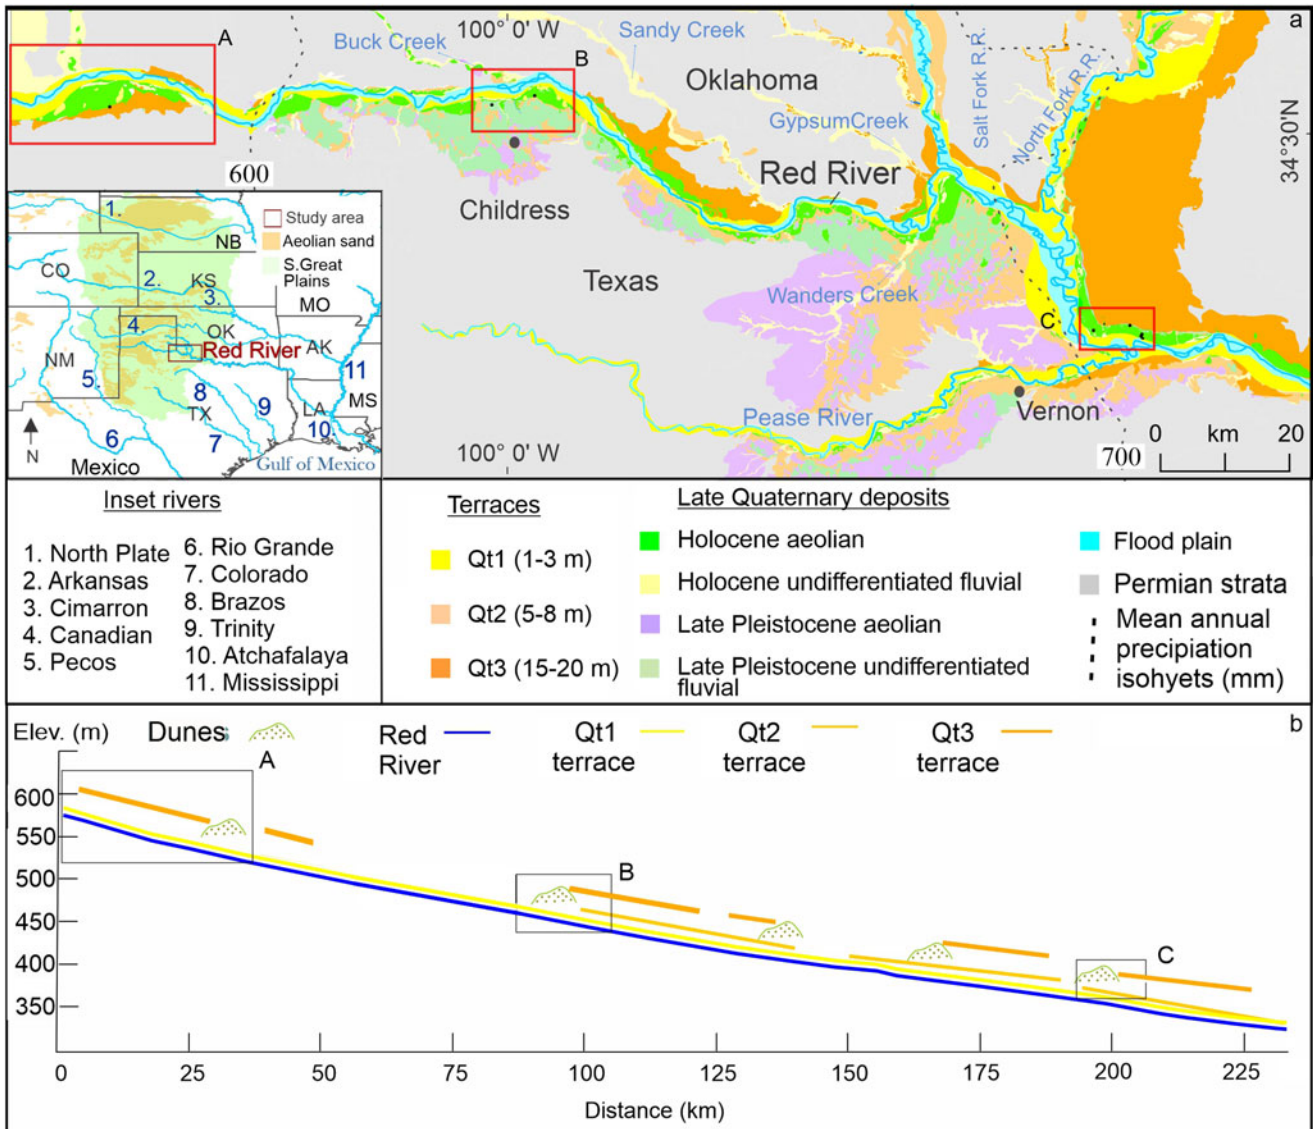 a
A
Buck Creek
100° 0' W
Sandy Creek
B
Oklahoma
Salt Fork R.R.
North Fork R.R.
GypsumCreek
34°30'N
600
Red River
Childress
Texas
Wanders Creek
C
Pease River
Vernon
100° 0' W
700
0 km 20
1.
Study area
Aeolian sand
NB
S.Great
Plains
CO
2.
KS
3.
MO
4.
OK
Red River
AK
NM
11
5
8
MS
TX
9
LA
10.
6
7
N
Mexico
Gulf of Mexico
Inset rivers
1. North Plate
2. Arkansas
3. Cimarron
4. Canadian
5. Pecos
6. Rio Grande
7. Colorado
8. Brazos
9. Trinity
10. Atchafalaya
11. Mississippi
Terraces
Qt1 (1-3 m)
Qt2 (5-8 m)
Qt3 (15-20 m)
Late Quaternary deposits
Holocene aeolian
Holocene undifferentiated fluvial
Late Pleistocene aeolian
Late Pleistocene undifferentiated
fluvial
Flood plain
Permian strata
Mean annual
precipiation
isohyets (mm)
b
Elev. (m)
Dunes
Red
River
Qt1
terrace
Qt2
terrace
Qt3
terrace
A
B
C
600
550
500
450
400
350
0 25 50 75 100 125 150 175 200 225
Distance (km)